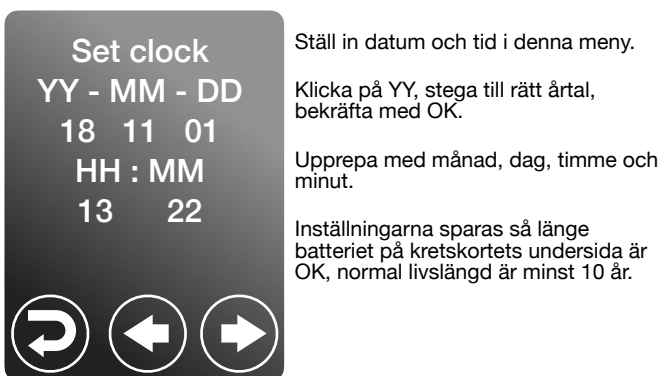 Set clock
YY - MM - DD
18 11 01
HH : MM
13 22
Ställ in datum och tid i denna meny.
Klicka på YY, stega till rätt årtal,
bekräfta med OK.
Upprepa med månad, dag, timme och
minut.
Inställningarna sparas så länge
batteriet på kretskortets undersida är
OK, normal livslängd är minst 10 år.